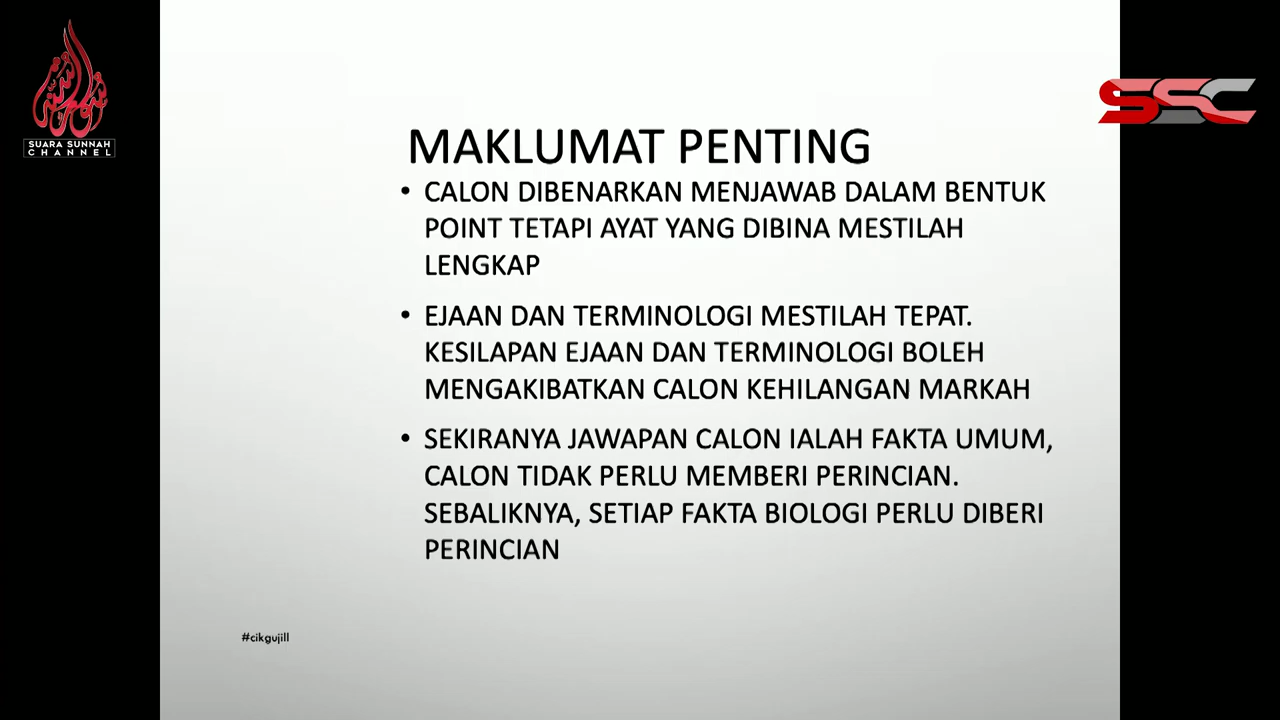 SUARA SUNNAH
CHANNEL
SSC
MAKLUMAT PENTING
• CALON DIBENARKAN MENJAWAB DALAM BENTUK
POINT TETAPI AYAT YANG DIBINA MESTILAH
LENGKAP
• EJAAN DAN TERMINOLOGI MESTILAH TEPAT.
KESILAPAN EJAAN DAN TERMINOLOGI BOLEH
MENGAKIBATKAN CALON KEHILANGAN MARKAH
• SEKIRANYA JAWAPAN CALON IALAH FAKTA UMUM,
CALON TIDAK PERLU MEMBERI PERINCIAN.
SEBALIKNYA, SETIAP FAKTA BIOLOGI PERLU DIBERI
PERINCIAN
#cikgujill